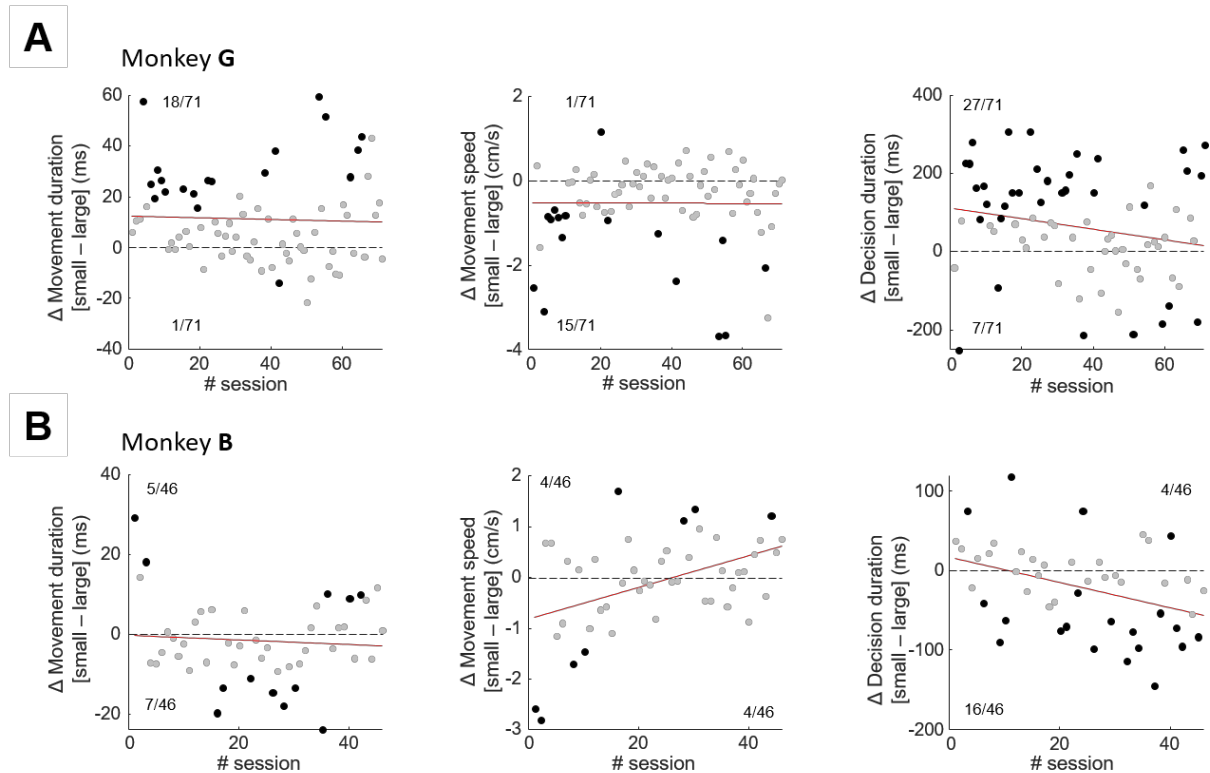 A
Monkey G
Δ Movement duration
[small – large] (ms)
60
40
20
0
20
-40
18/71
1/71
0
20
40
60
# session
Δ Movement speed
[small – large] (cm/s)
2
0
-2
-4
1/71
15/71
0
20
40
60
# session
Δ Decision duration
[small – large] (ms)
400
200
0
-200
27/71
7/71
0
20
40
60
# session
B
Monkey B
Δ Movement duration
[small – large] (ms)
40
20
0
-20
5/46
7/46
0
20
40
# session
Δ Movement speed
[small – large] (cm/s)
2
1
0
-1
-2
-3
4/46
4/46
0
20
40
# session
Δ Decision duration
[small – large] (ms)
100
0
-100
-200
4/46
16/46
0
20
40
# session